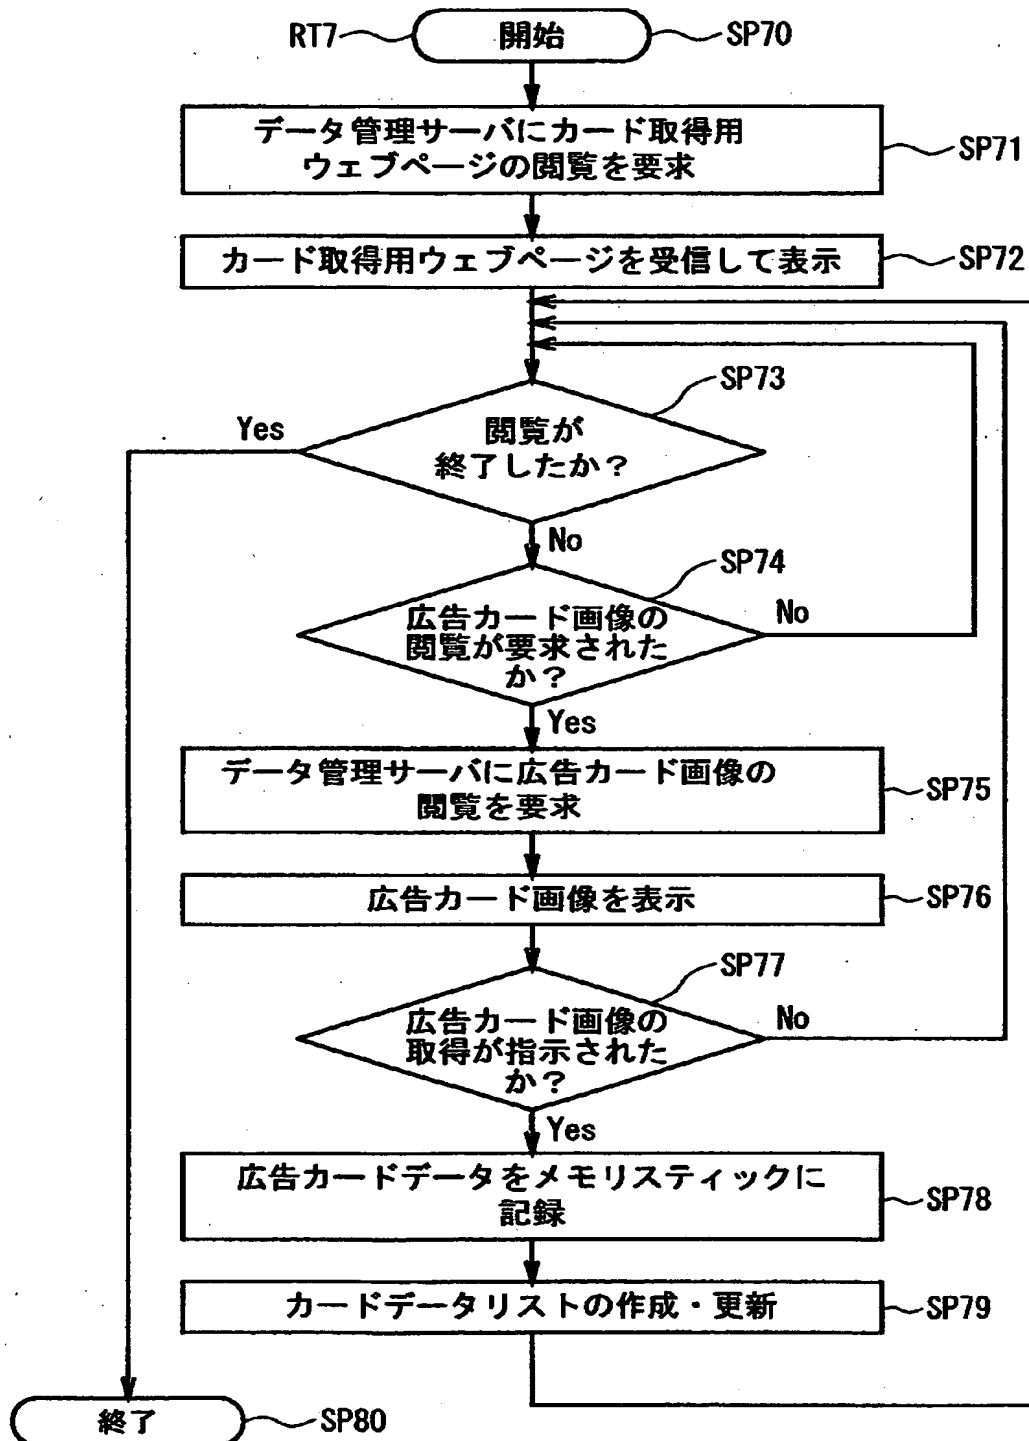 RT7
開始
SP70
データ管理サーバにカード取得用
ウェブページの閲覧を要求
SP71
カード取得用ウェブページを受信して表示
SP72
SP73
Yes
閲覧が
終了したか？
No
SP74
広告カード画像の
閲覧が要求された
か？
No
Yes
データ管理サーバに広告カード画像の
閲覧を要求
SP75
広告カード画像を表示
SP76
SP77
広告カード画像の
取得が指示された
か？
No
Yes
広告カードデータをメモリスティックに
記録
SP78
カードデータリストの作成・更新
SP79
終了
SP80